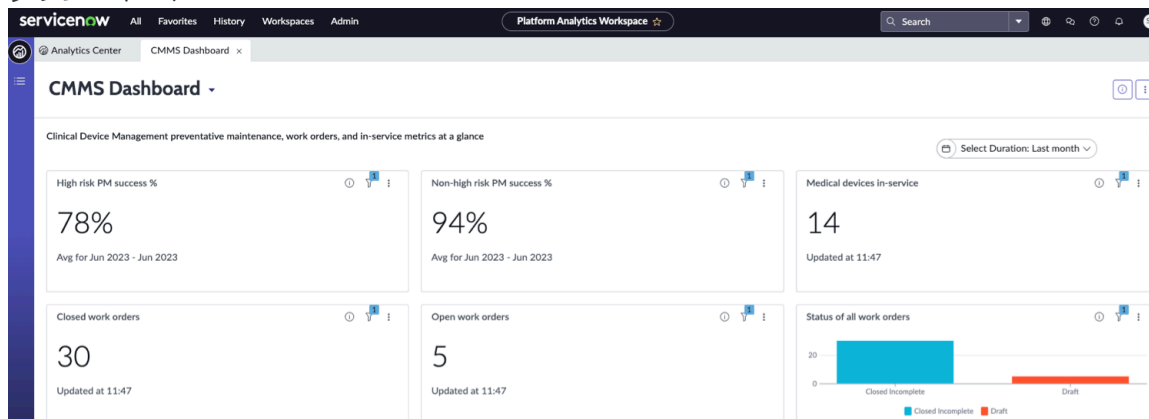 servicenow All Favorites History Workspaces Admin Platform Analytics Workspace Search
Analytics Center CMMS Dashboard ×
CMMS Dashboard
Clinical Device Management preventative maintenance, work orders, and in-service metrics at a glance
Select Duration: Last month
High risk PM success % 1
78%
Avg for Jun 2023 - Jun 2023
Non-high risk PM success % 1
94%
Avg for Jun 2023 - Jun 2023
Medical devices in-service 1
14
Updated at 11:47
Closed work orders 1
30
Updated at 11:47
Open work orders 1
5
Updated at 11:47
Status of all work orders 1
20
0
Closed Incomplete Draft
Closed Incomplete Draft